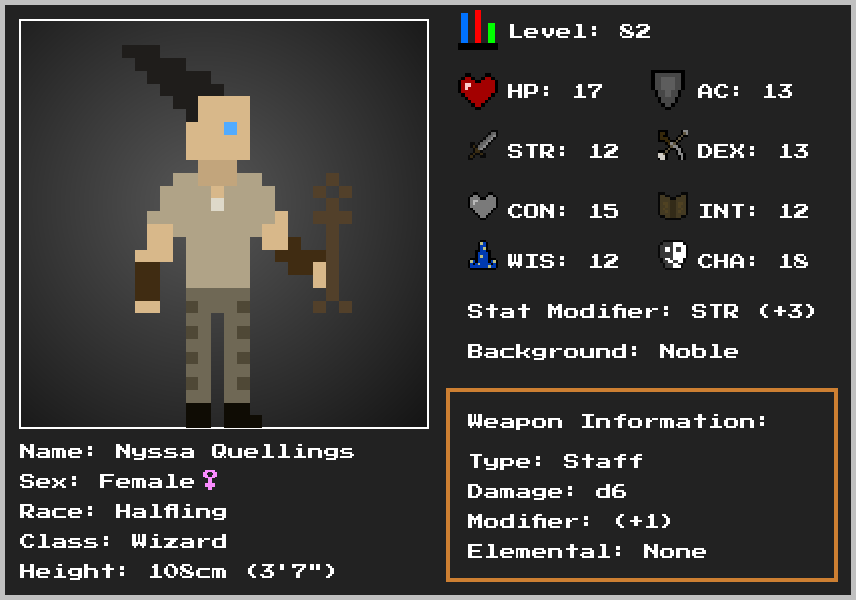 Level: 82
HP: 17
AC: 13
STR: 12
DEX: 13
CON: 15
INT: 12
WIS: 12
CHA: 18
Stat Modifier: STR (+3)
Background: Noble
Weapon Information:
Type: Staff
Damage: d6
Modifier: (+1)
Elemental: None
Name: Nyssa Quellings
Sex: Female♀
Race: Halfling
Class: Wizard
Height: 108cm (3'7")